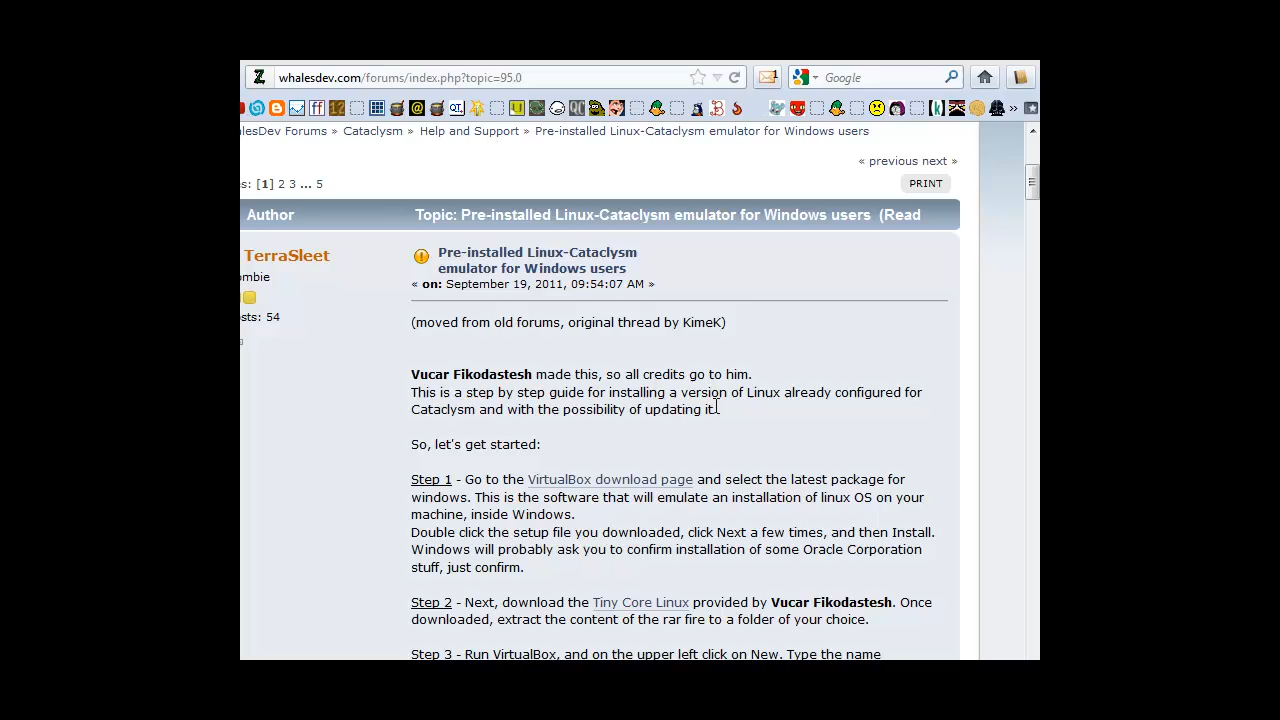 whalesdev.com/forums/index.php?topic=95.0
1
Google
alesDev Forums » Cataclysm » Help and Support » Pre-installed Linux-Cataclysm emulator for Windows users
« previous next »
s: [1] 2 3 ... 5
PRINT
Author
Topic: Pre-installed Linux-Cataclysm emulator for Windows users (Read
TerraSleet
Pre-installed Linux-Cataclysm
emulator for Windows users
ombie
« on: September 19, 2011, 09:54:07 AM »
sts: 54
(moved from old forums, original thread by KimeK)
Vucar Fikodastesh made this, so all credits go to him.
This is a step by step guide for installing a version of Linux already configured for
Cataclysm and with the possibility of updating it.
So, let's get started:
Step 1 - Go to the VirtualBox download page and select the latest package for
windows. This is the software that will emulate an installation of linux OS on your
machine, inside Windows.
Double click the setup file you downloaded, click Next a few times, and then Install.
Windows will probably ask you to confirm installation of some Oracle Corporation
stuff, just confirm.
Step 2 - Next, download the Tiny Core Linux provided by Vucar Fikodastesh. Once
downloaded, extract the content of the rar fire to a folder of your choice.
Step 3 - Run VirtualBox, and on the upper left click on New. Type the name